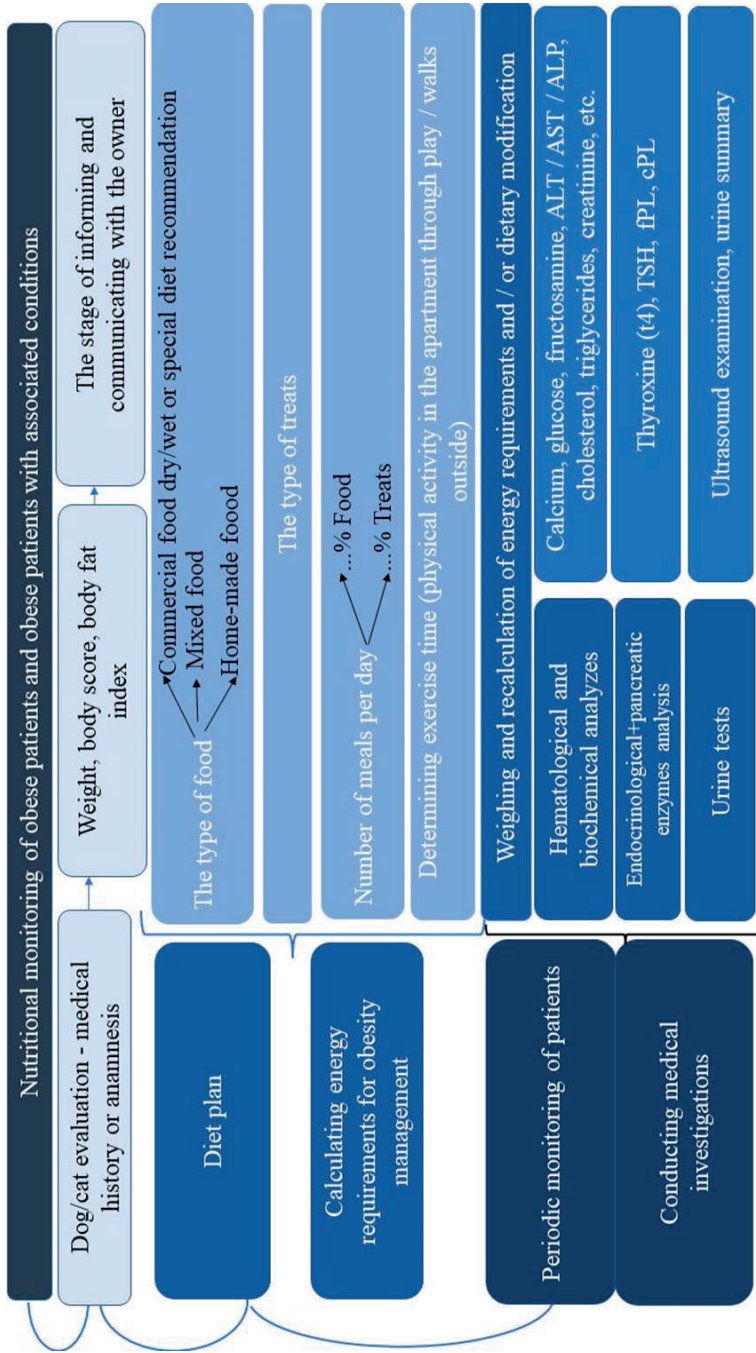 Nutritional monitoring of obese patients and obese patients with associated conditions
Dog/cat evaluation - medical
history or anamnesis
Weight, body score, body fat
index
The stage of informing and
communicating with the owner
Diet plan
The type of food
Commercial food dry/wet or special diet recommendation
Mixed food
Home-made foood
The type of treats
Calculating energy
requirements for obesity
management
Number of meals per day
...% Food
...% Treats
Determining exercise time (physical activity in the apartment through play / walks
outside)
Periodic monitoring of patients
Weighing and recalculation of energy requirements and / or dietary modification
Conducting medical
investigations
Hematological and
biochemical analyzes
Calcium, glucose, fructosamine, ALT / AST / ALP,
cholesterol, triglycerides, creatinine, etc.
Endocrinological+pancreatic
enzymes analysis
Thyroxine (t4), TSH, fPL, cPL
Urine tests
Ultrasound examination, urine summary